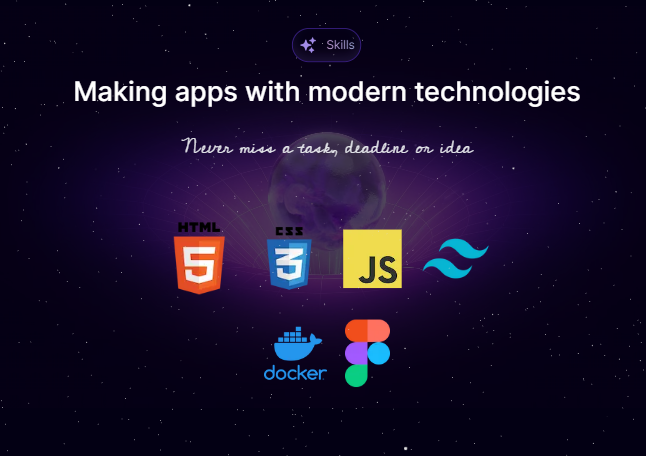 Skills
Making apps with modern technologies
Never miss a task, deadline or idea
HTML
5
CSS
3
JS
docker